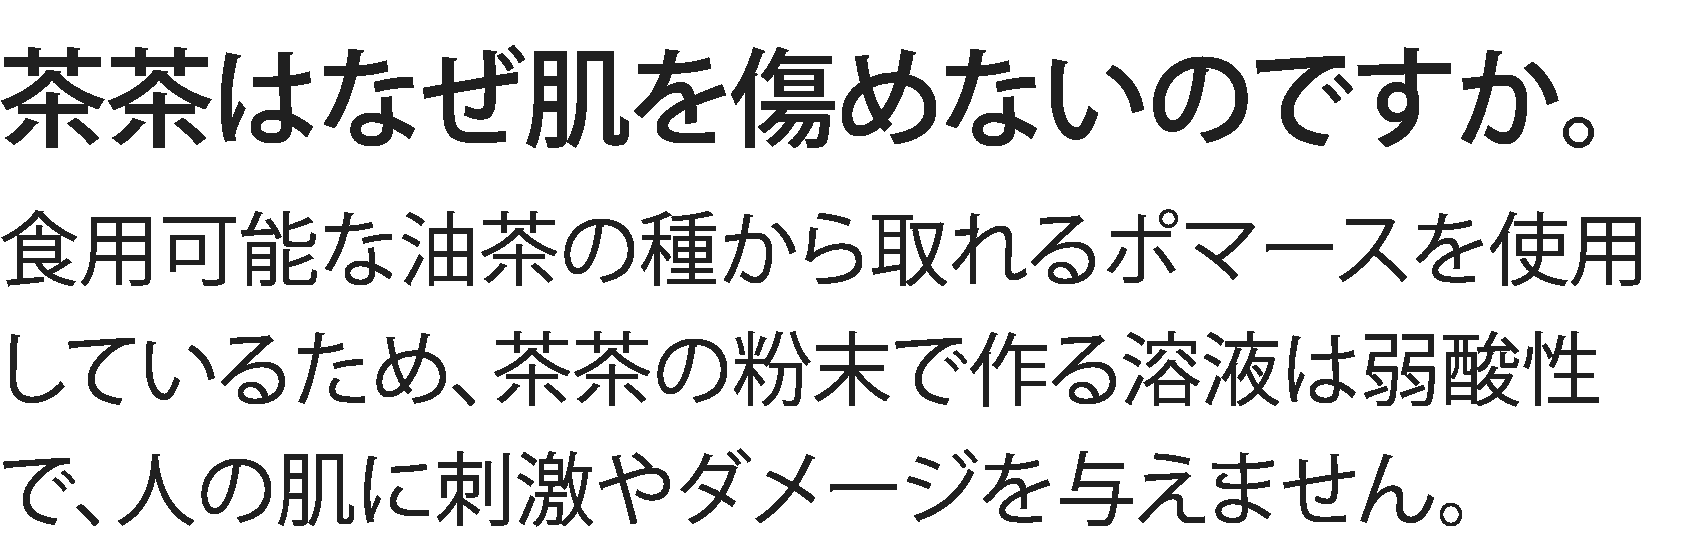 茶茶はなぜ肌を傷めないのですか。
食用可能な油茶の種から取れるポマースを使用
しているため、茶茶の粉末で作る溶液は弱酸性
で、人の肌に刺激やダメージを与えません。